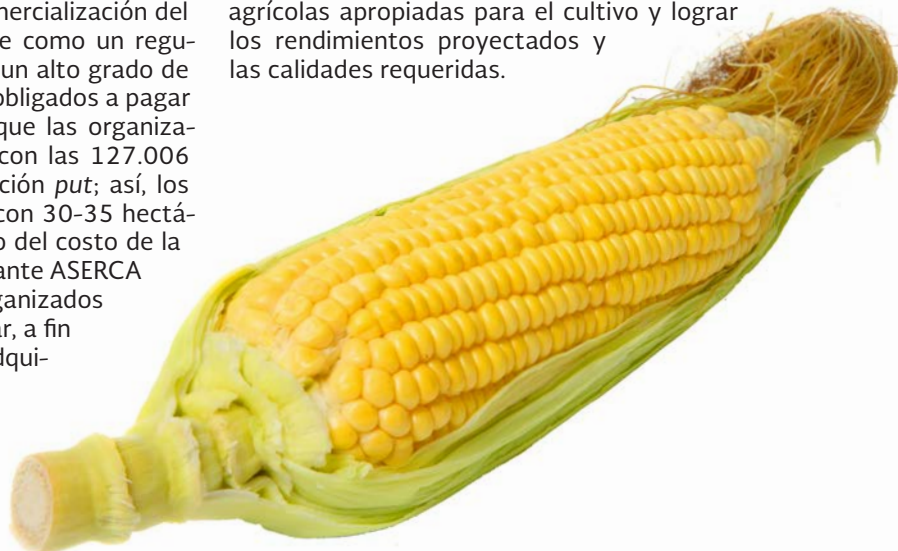 mercialización del
e como un regu-
un alto grado de
obligados a pagar
que las organiza-
con las 127.006
ción put; así, los
con 30-35 hectá-
o del costo de la
ante ASERCA
ganizados
ar, a fin
dqui-
agrícolas apropiadas para el cultivo y lograr
los rendimientos proyectados y
las calidades requeridas.